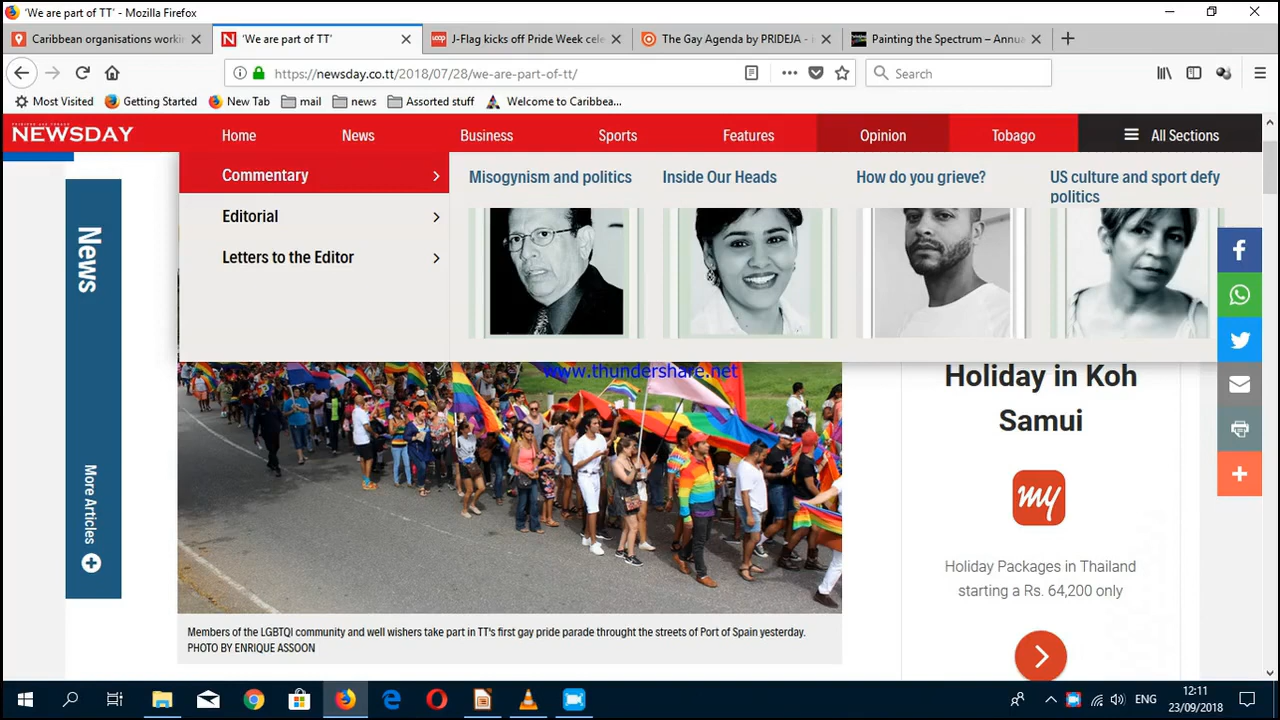 'We are part of TT' - Mozilla Firefox
Caribbean organisations worki
'We are part of TT'
J-Flag kicks off Pride Week cele
The Gay Agenda by PRIDEJA - i
Painting the Spectrum – Annua
https://newsday.co.tt/2018/07/28/we-are-part-of-tt/
Search
Most Visited
Getting Started
New Tab
mail
news
Assorted stuff
Welcome to Caribbea...
NEWSDAY
Home
News
Business
Sports
Features
Opinion
Tobago
All Sections
Commentary
Editorial
Letters to the Editor
Misogynism and politics
Inside Our Heads
How do you grieve?
US culture and sport defy
politics
News
More Articles
www.thundershare.net
Holiday in Koh
Samui
my
Holiday Packages in Thailand
starting a Rs. 64,200 only
Members of the LGBTQI community and well wishers take part in TT's first gay pride parade throught the streets of Port of Spain yesterday.
PHOTO BY ENRIQUE ASSOON
ENG
12:11
23/09/2018